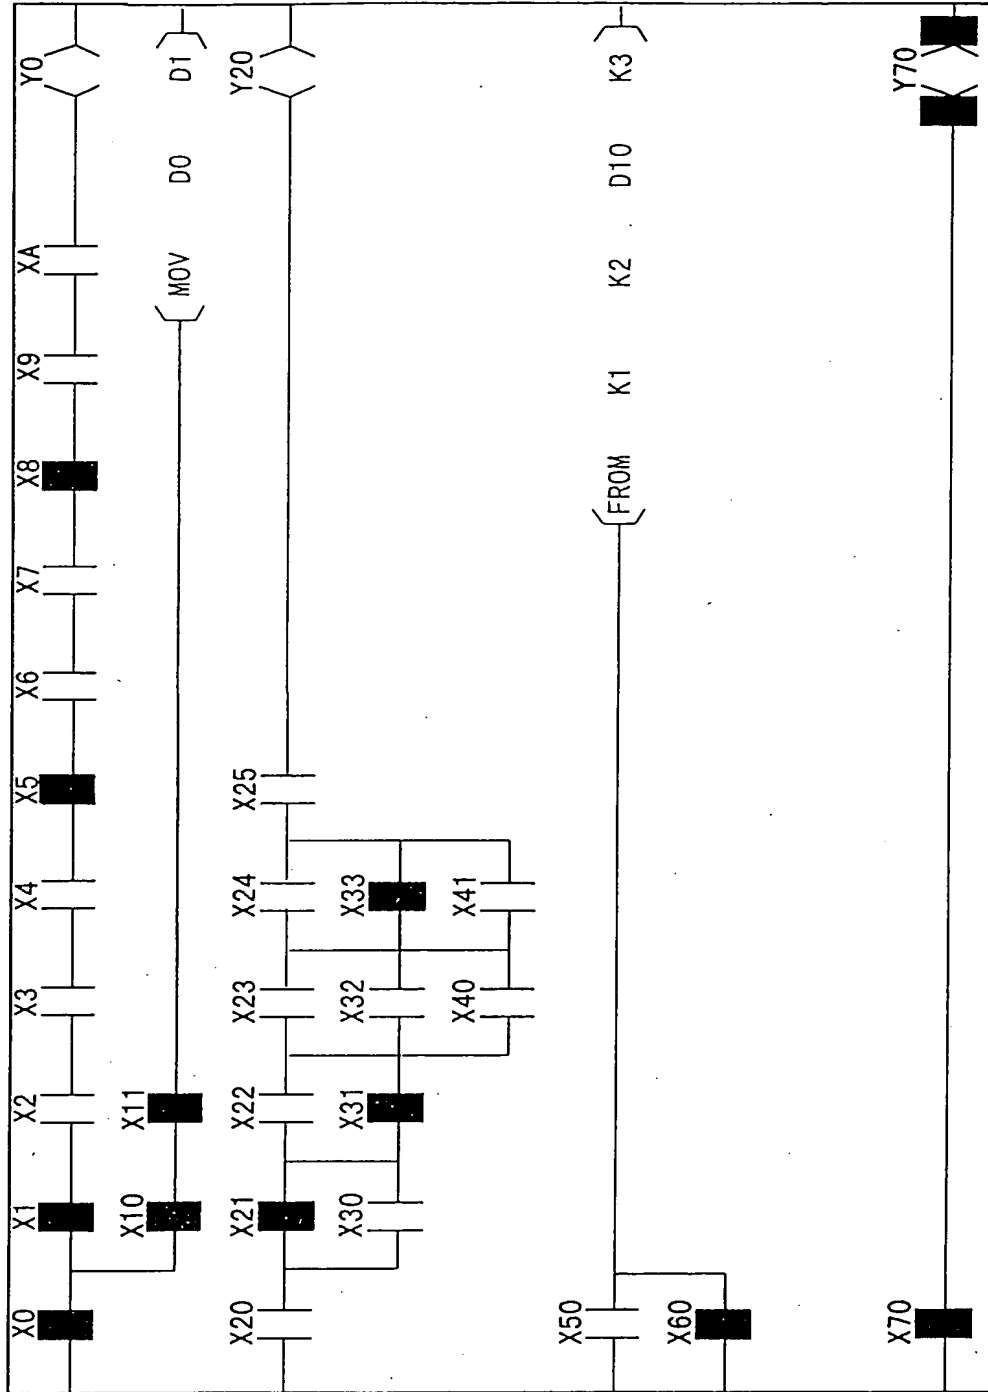 X0 X1 X2 X3 X4 X5 X6 X7 X8 X9 XA Y0
X10 X11 MOV D0 D1
X20 X21 X22 X23 X24 X25 Y20
X30 X31 X32 X33
X40 X41
X50 FROM K1 K2 D10 K3
X60
X70 Y70